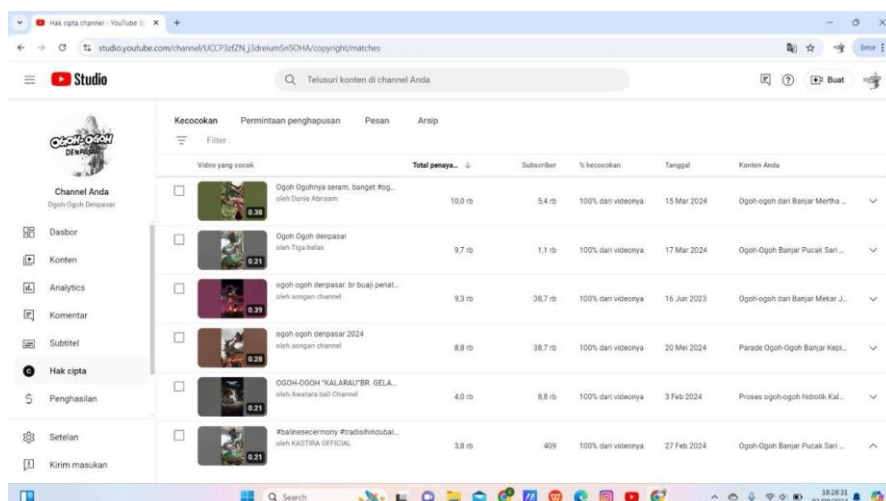 Hak cipta channel - YouTube S
studio.youtube.com/channel/UCCP3zfZN_j3dreiumSn5OHA/copyright/matches
Error
Studio
Telusuri konten di channel Anda
Buat
OGOH-OGOH
DENPASAR
Channel Anda
Ogoh-Ogoh Denpasar
Dasbor
Konten
Analytics
Komentar
Subtitel
Hak cipta
Penghasilan
Setelan
Kirim masukan
Kecocokan Permintaan penghapusan Pesan Arsip
Filter
Video yang cocok Total penaya... Subscriber % kecocokan Tanggal Konten Anda
Ogoh Ogohnya seram. banget #og...
oleh Dunia Abrisam
0.38 10,0 rb 5,4 rb 100% dari videonya 15 Mar 2024 Ogoh-ogoh dari Banjar Mertha ...
Ogoh Ogoh denpasar
oleh Tiga belas
0.21 9,7 rb 1,1 rb 100% dari videonya 17 Mar 2024 Ogoh-Ogoh Banjar Pucak Sari ...
ogoh ogoh denpasar. br buaji penat...
oleh songan channel
0.39 9,3 rb 38,7 rb 100% dari videonya 16 Jun 2023 Ogoh-ogoh dari Banjar Mekar J...
ogoh ogoh denpasar 2024
oleh songan channel
0.28 8,8 rb 38,7 rb 100% dari videonya 20 Mei 2024 Parade Ogoh-Ogoh Banjar Kepi...
OGOH-OGOH "KALARAU"BR. GELA...
oleh Awatara bali Channel
0.21 4,0 rb 8,8 rb 100% dari videonya 3 Feb 2024 Proses ogoh-ogoh hidrolik Kal...
#balinesecermony #tradisihindubal...
oleh KASTIRA OFFICIAL
0.21 3,8 rb 409 100% dari videonya 27 Feb 2024 Ogoh-Ogoh Banjar Pucak Sari ...
Search
18:28:31